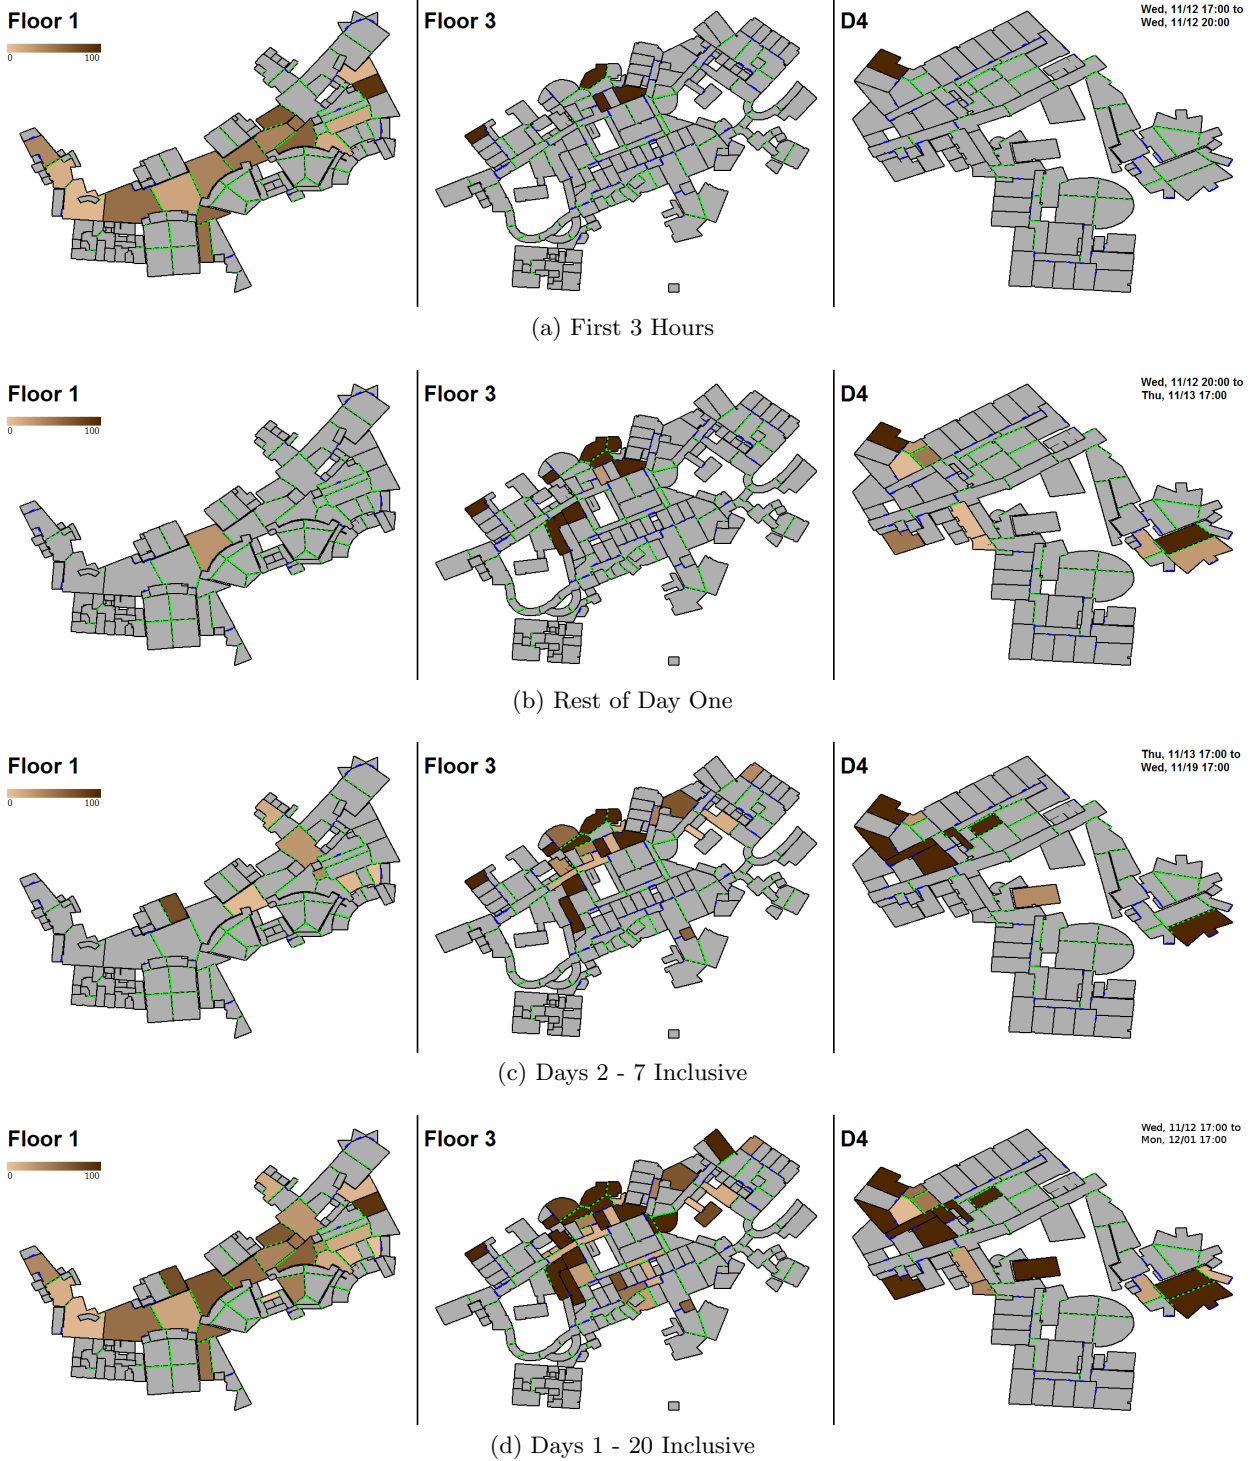 Floor 1
0 100
Floor 3
D4
Wed, 11/12 17:00 to
Wed, 11/12 20:00
(a) First 3 Hours
Floor 1
0 100
Floor 3
D4
Wed, 11/12 20:00 to
Thu, 11/13 17:00
(b) Rest of Day One
Floor 1
0 100
Floor 3
D4
Thu, 11/13 17:00 to
Wed, 11/19 17:00
(c) Days 2 - 7 Inclusive
Floor 1
0 100
Floor 3
D4
Wed, 11/12 17:00 to
Mon, 12/01 17:00
(d) Days 1 - 20 Inclusive